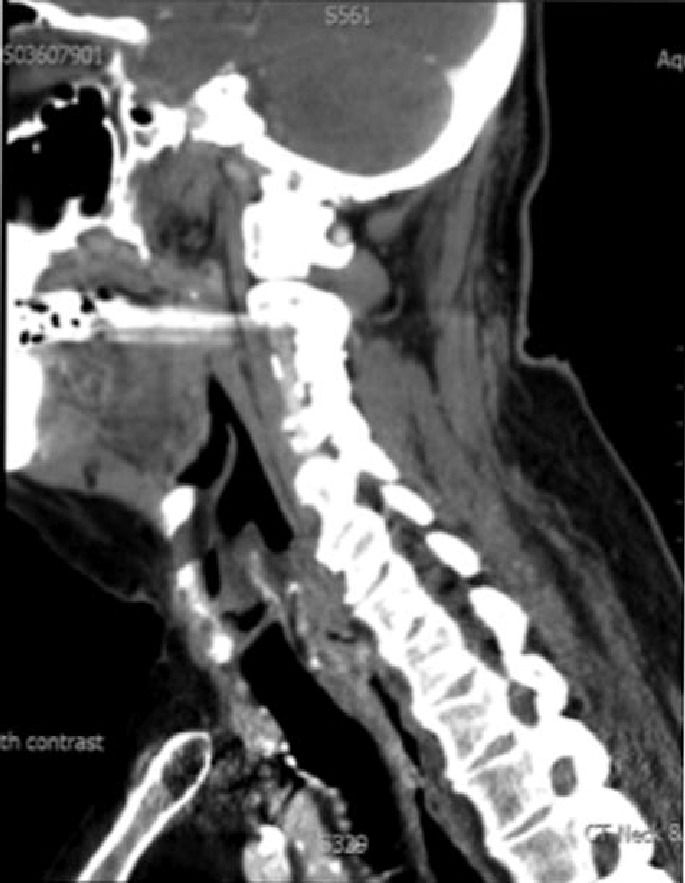 S561
S03607901
Aq
th contrast
S329
CT Neck 8.